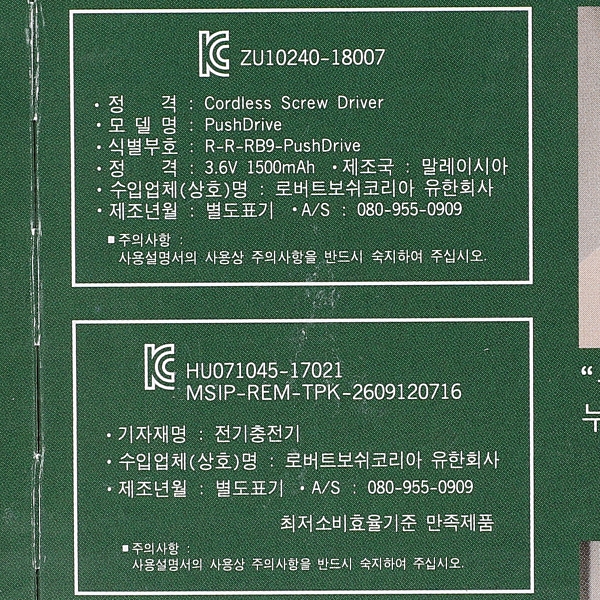 KC ZU10240-18007
· 정 격 : Cordless Screw Driver
· 모 델 명 : PushDrive
· 식별부호 : R-R-RB9-PushDrive
· 정 격 : 3.6V 1500mAh · 제조국 : 말레이시아
· 수입업체(상호)명 : 로버트보쉬코리아 유한회사
· 제조년월 : 별도표기 · A/S : 080-955-0909
■ 주의사항 :
사용설명서의 사용상 주의사항을 반드시 숙지하여 주십시오.
KC HU071045-17021
MSIP-REM-TPK-2609120716
· 기자재명 : 전기충전기
· 수입업체(상호)명 : 로버트보쉬코리아 유한회사
· 제조년월 : 별도표기 · A/S : 080-955-0909
최저소비효율기준 만족제품
■ 주의사항 :
사용설명서의 사용상 주의사항을 반드시 숙지하여 주십시오.